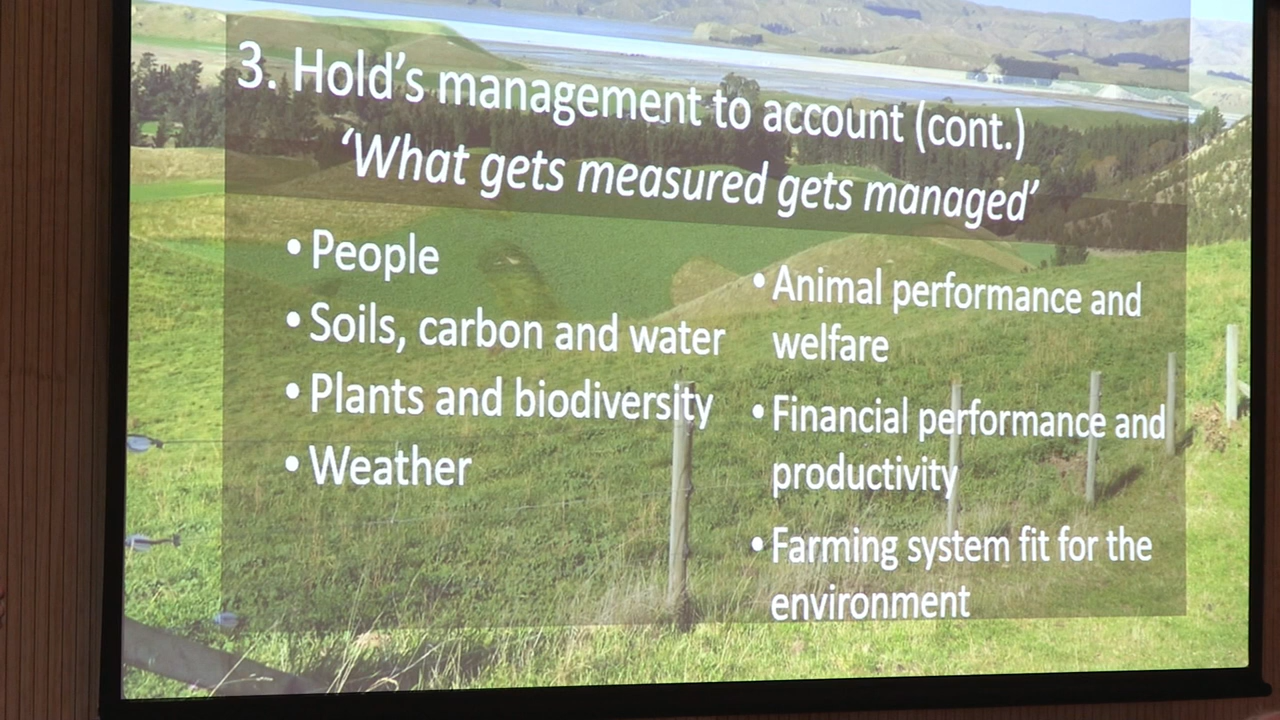 3. Hold's management to account (cont.)
‘What gets measured gets managed’
• People
• Soils, carbon and water
• Plants and biodiversity
• Weather
• Animal performance and
welfare
• Financial performance and
productivity
• Farming system fit for the
environment